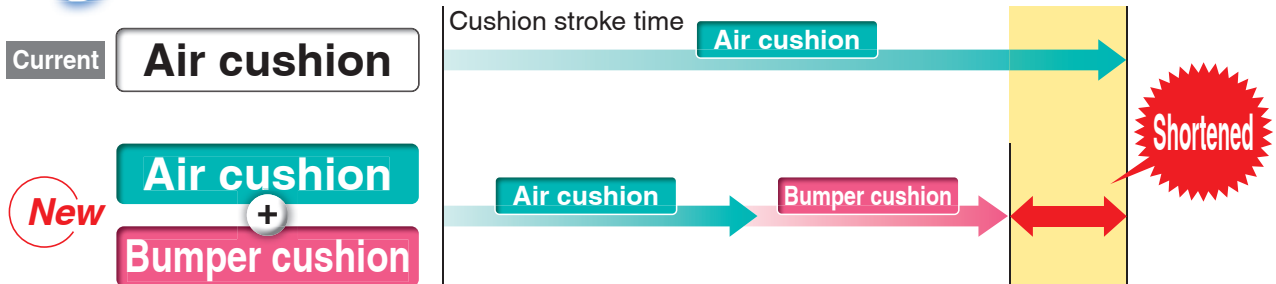 Cushion stroke time
Current
Air cushion
Air cushion
Shortened
New
Air cushion
+
Bumper cushion
Air cushion
Bumper cushion